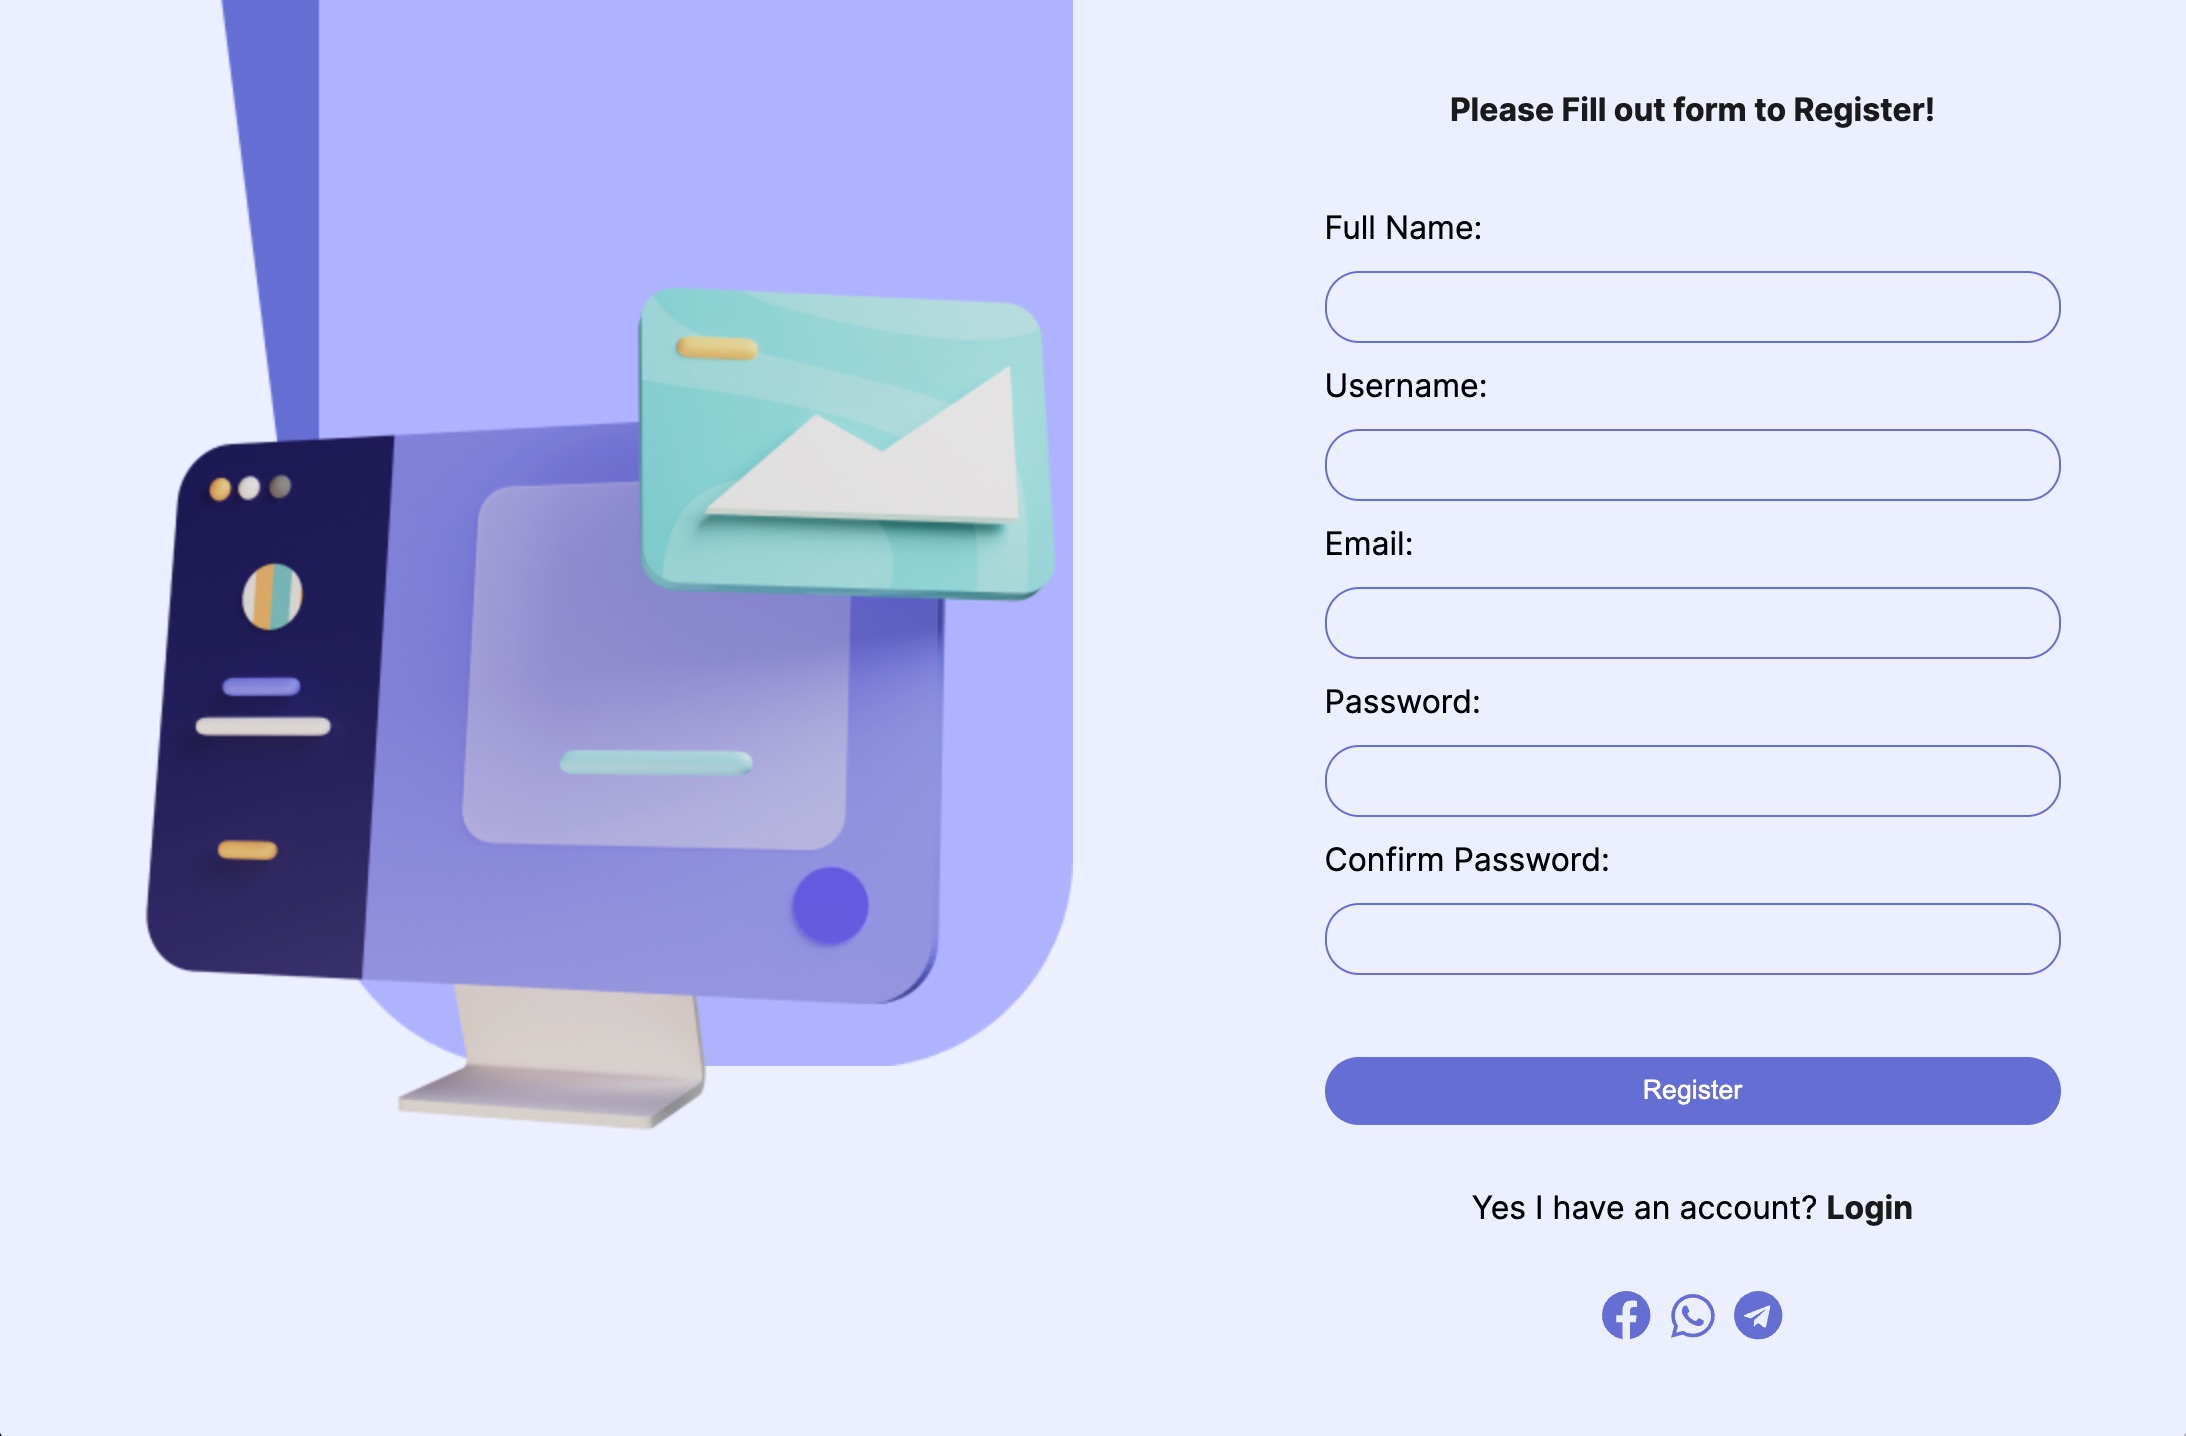 Please Fill out form to Register!
Full Name:
Username:
Email:
Password:
Confirm Password:
Register
Yes I have an account? Login